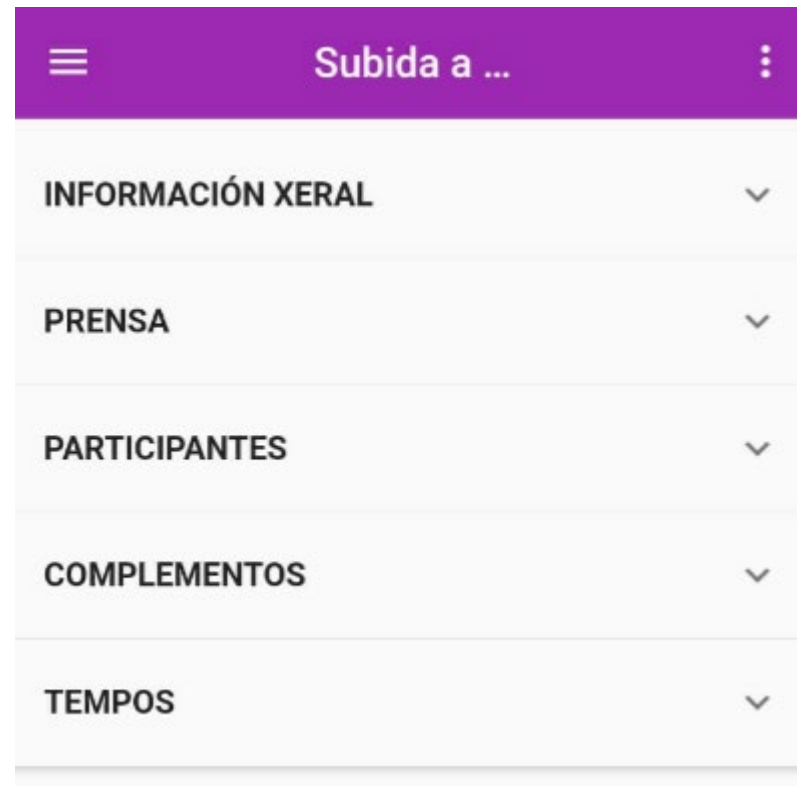 Subida a ...
INFORMACIÓN XERAL
PRENSA
PARTICIPANTES
COMPLEMENTOS
TEMPOS